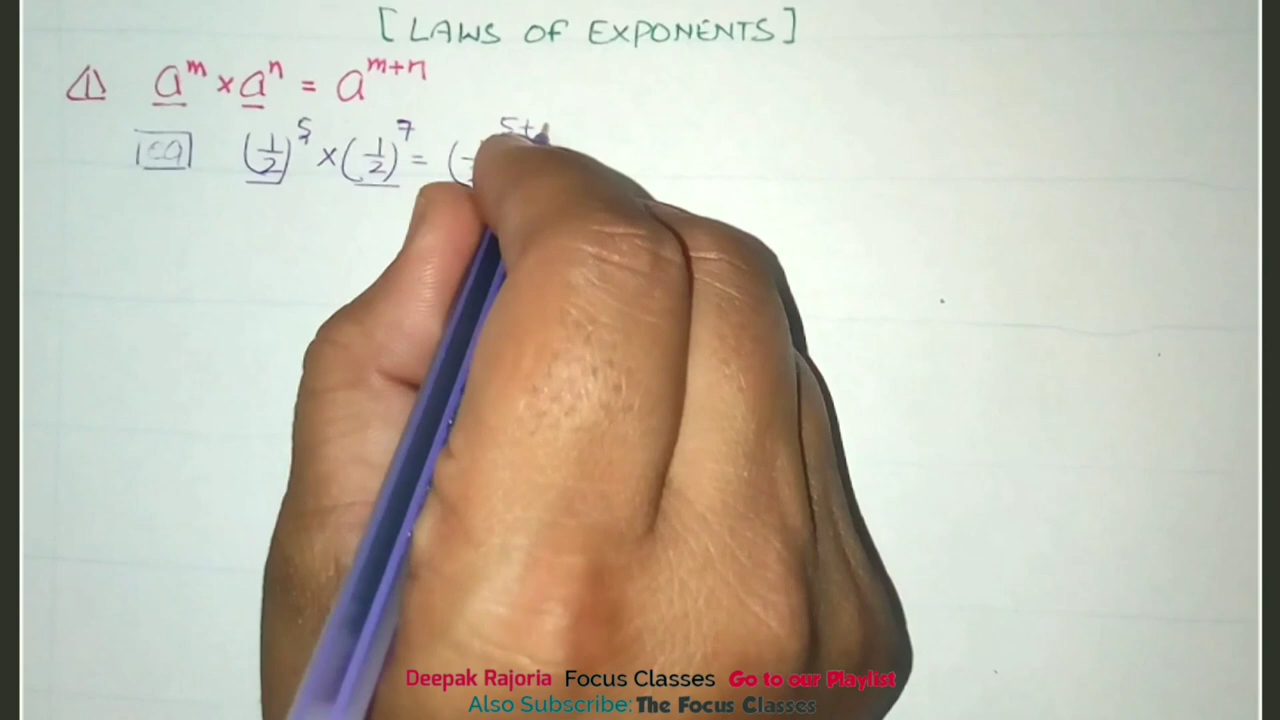 [LAWS OF EXPONENTS]
① a^m × a^n = a^{m+n}
eg (1/2)^5 × (1/2)^7 = ( 5+
Deepak Rajoria Focus Classes Go to our Playlist
Also Subscribe: The Focus Classes